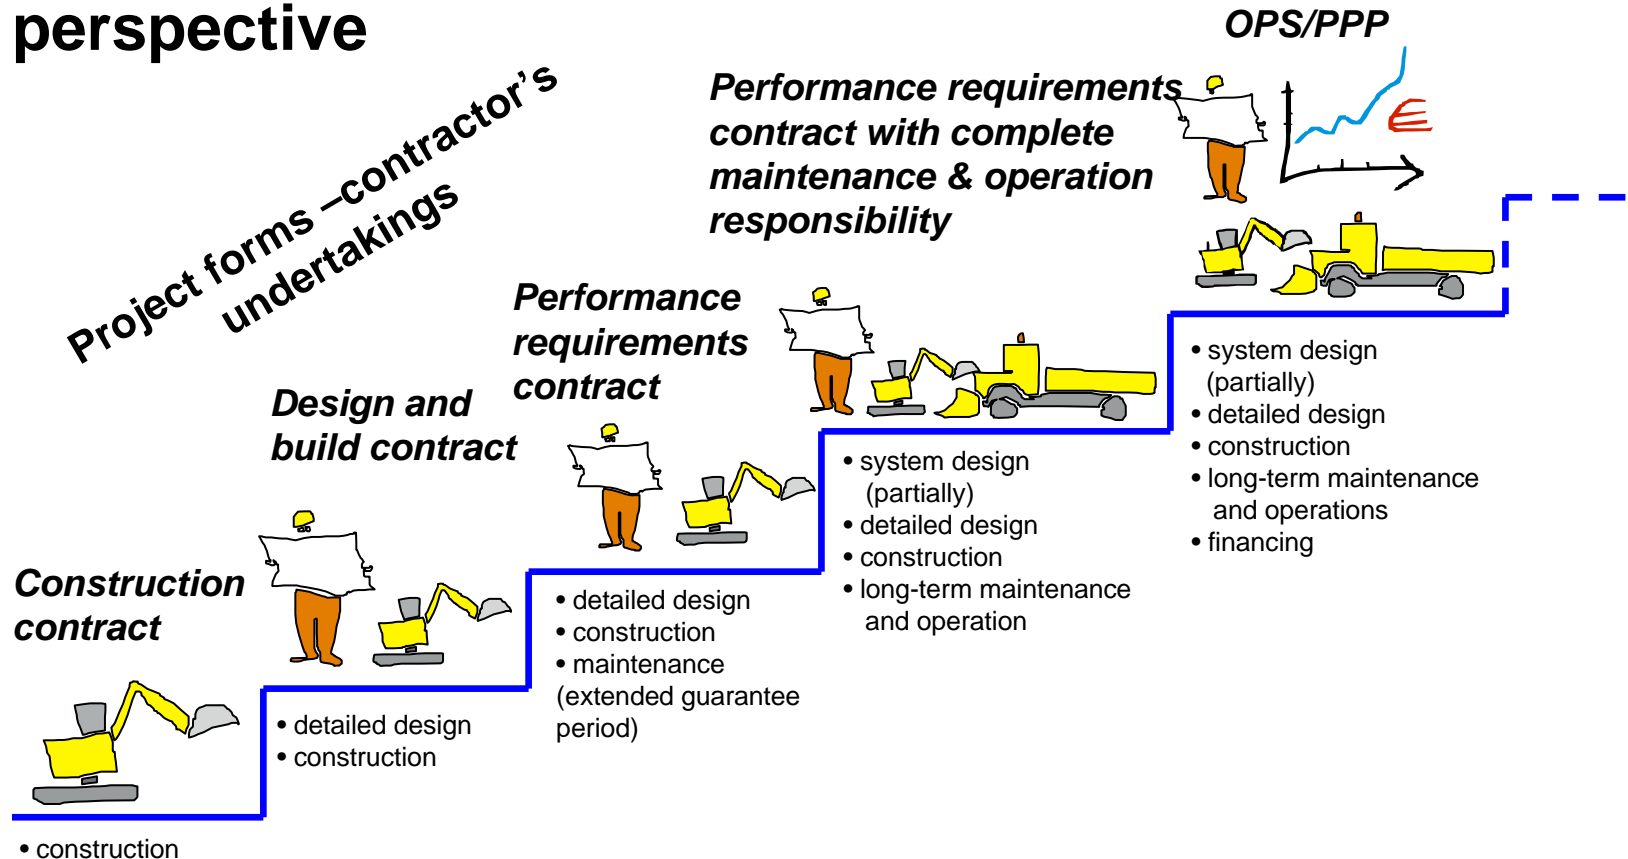 perspective
Project forms –contractor's
undertakings
Construction
contract
• construction
Design and
build contract
• detailed design
• construction
Performance
requirements
contract
• detailed design
• construction
• maintenance
(extended guarantee
period)
Performance requirements
contract with complete
maintenance & operation
responsibility
• system design
(partially)
• detailed design
• construction
• long-term maintenance
and operation
OPS/PPP
€
• system design
(partially)
• detailed design
• construction
• long-term maintenance
and operations
• financing